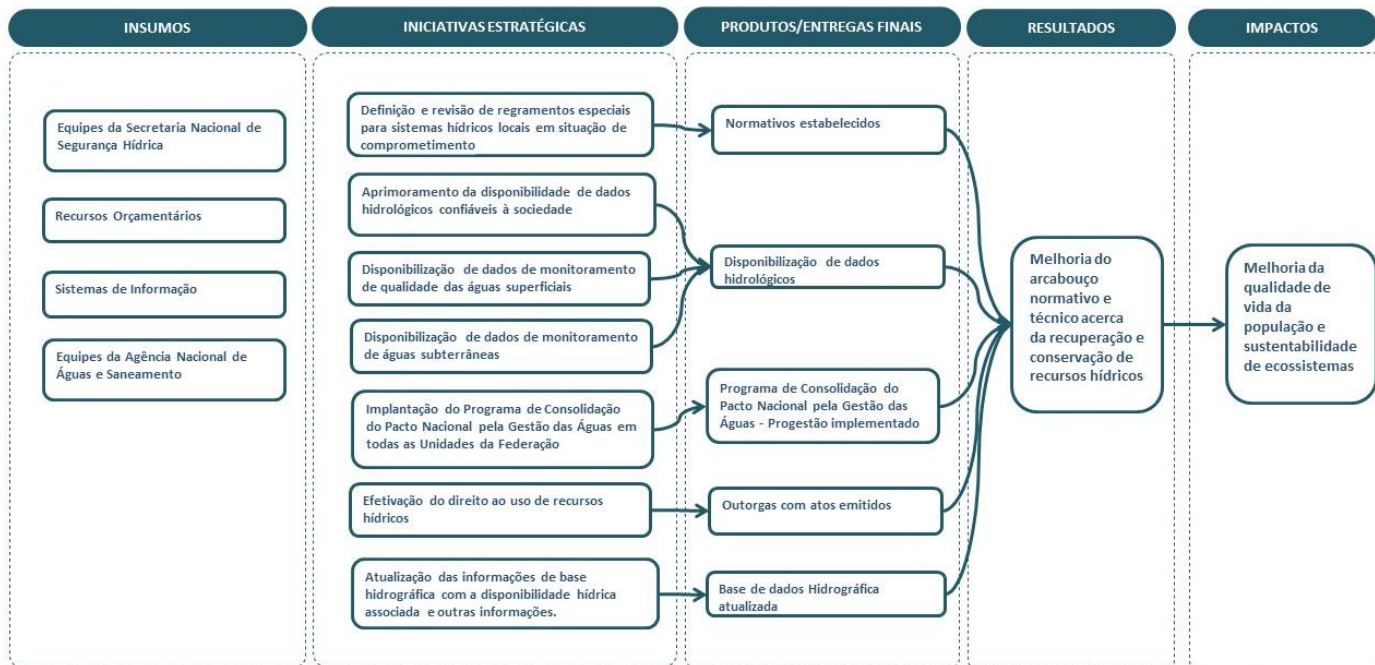 INSUMOS
INICIATIVAS ESTRATÉGICAS
PRODUTOS/ENTREGAS FINAIS
RESULTADOS
IMPACTOS
Equipes da Secretaria Nacional de
Segurança Hídrica
Recursos Orçamentários
Sistemas de Informação
Equipes da Agência Nacional de
Águas e Saneamento
Definição e revisão de regramentos especiais
para sistemas hídricos locais em situação de
comprometimento
Aprimoramento da disponibilidade de dados
hidrológicos confiáveis à sociedade
Disponibilização de dados de monitoramento
de qualidade das águas superficiais
Disponibilização de dados de monitoramento
de águas subterrâneas
Implantação do Programa de Consolidação
do Pacto Nacional pela Gestão das Águas em
todas as Unidades da Federação
Efetivação do direito ao uso de recursos
hídricos
Atualização das informações de base
hidrográfica com a disponibilidade hídrica
associada e outras informações.
Normativos estabelecidos
Disponibilização de dados
hidrológicos
Programa de Consolidação do
Pacto Nacional pela Gestão das
Águas - Progestão implementado
Outorgas com atos emitidos
Base de dados Hidrográfica
atualizada
Melhoria do
arcabouço
normativo e
técnico acerca
da recuperação e
conservação de
recursos hídricos
Melhoria da
qualidade de
vida da
população e
sustentabilidade
de ecossistemas